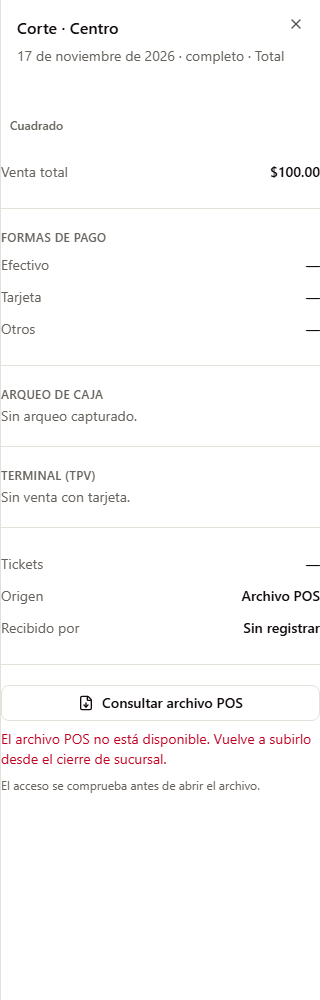 Corte · Centro
17 de noviembre de 2026 · completo · Total
Cuadrado
Venta total $100.00
FORMAS DE PAGO
Efectivo —
Tarjeta —
Otros —
ARQUEO DE CAJA
Sin arqueo capturado.
TERMINAL (TPV)
Sin venta con tarjeta.
Tickets —
Origen Archivo POS
Recibido por Sin registrar
Consultar archivo POS
El archivo POS no está disponible. Vuelve a subirlo
desde el cierre de sucursal.
El acceso se comprueba antes de abrir el archivo.